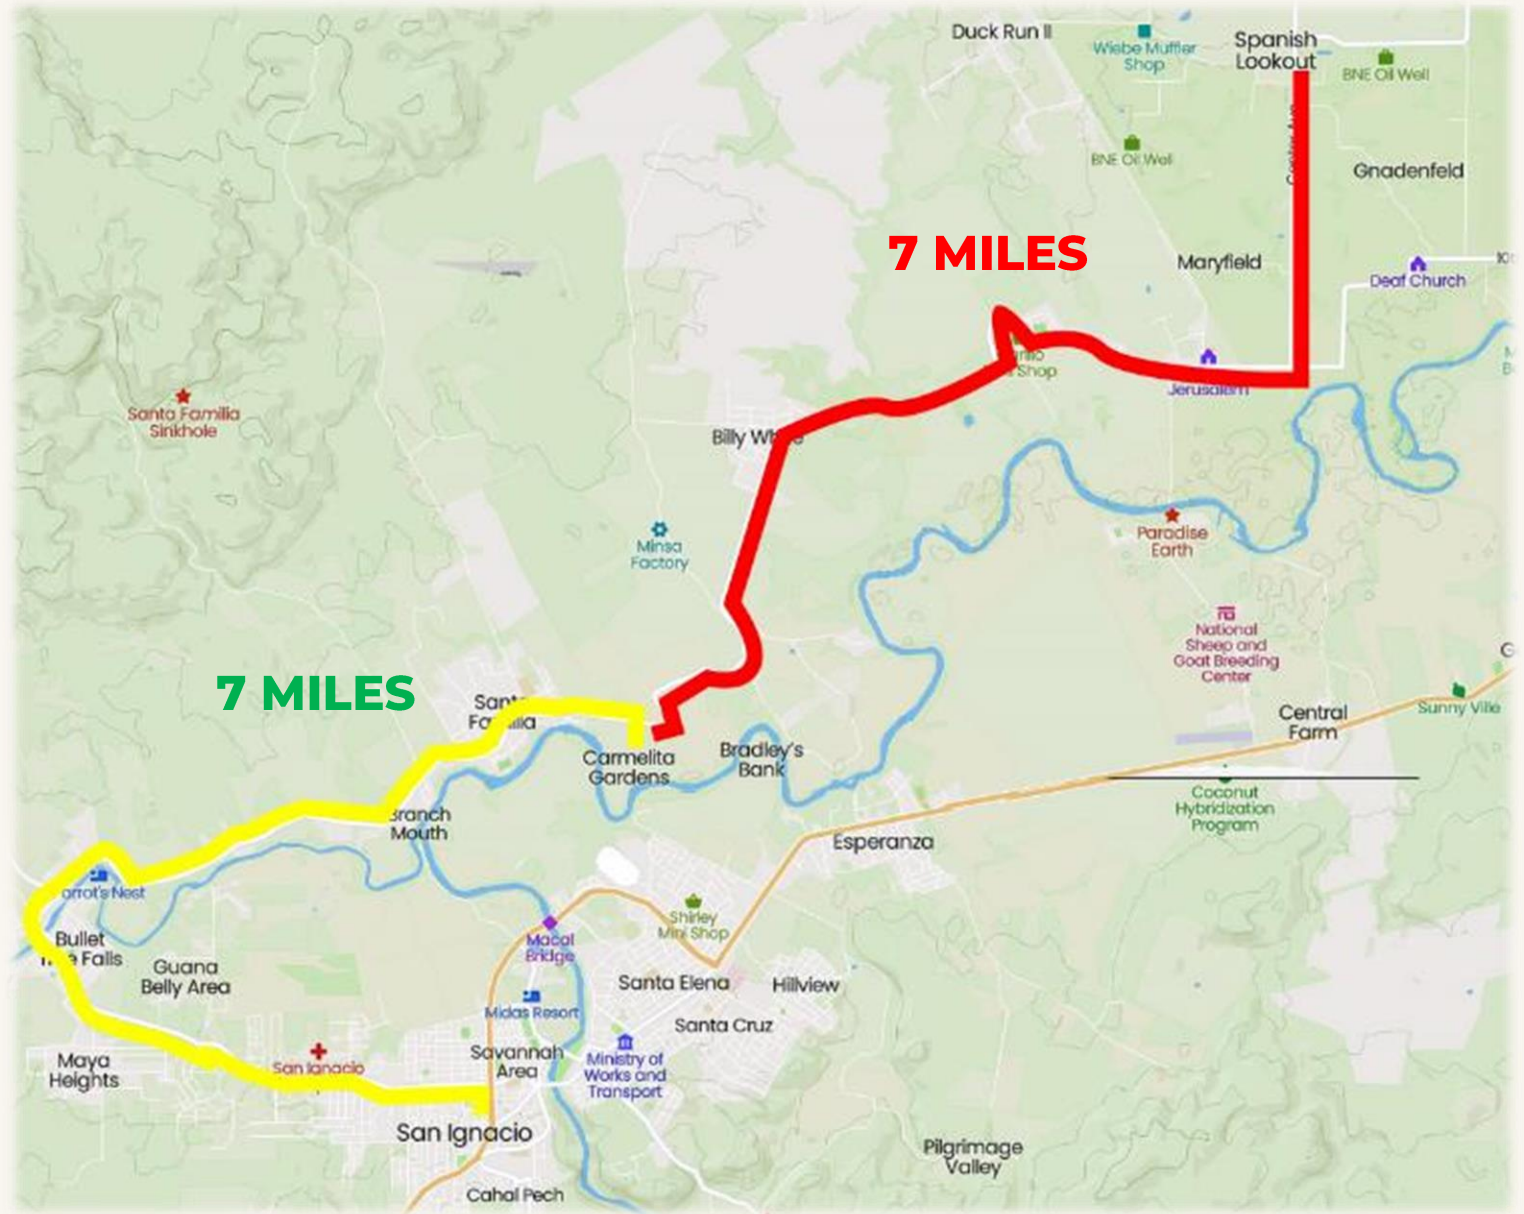 Duck Run II
Wiebe Muffler
Shop
Spanish
Lookout
BNE Oil Well
BNE Oil Well
Gnadenfeld
7 MILES
Maryfield
Deaf Church
Shop
Jerusalem
Santa Familia
Sinkhole
Billy
Minsa
Factory
Paradise
Earth
National
Sheep and
Goat Breeding
Center
7 MILES
Sunny Ville
Central
Farm
Carmelita
Gardens
Bradley's
Bank
Coconut
Hybridization
Program
Branch
Mouth
Esperanza
Nest
Shirley
Mini Shop
Bullet
Falls
Macal
Bridge
Guana
Belly Area
Santa Elena
Hillview
Midas Resort
Santa Cruz
Maya
Heights
San Ignacio
Savannah
Area
Ministry of
Works and
Transport
San Ignacio
Pilgrimage
Valley
Cahal Pech